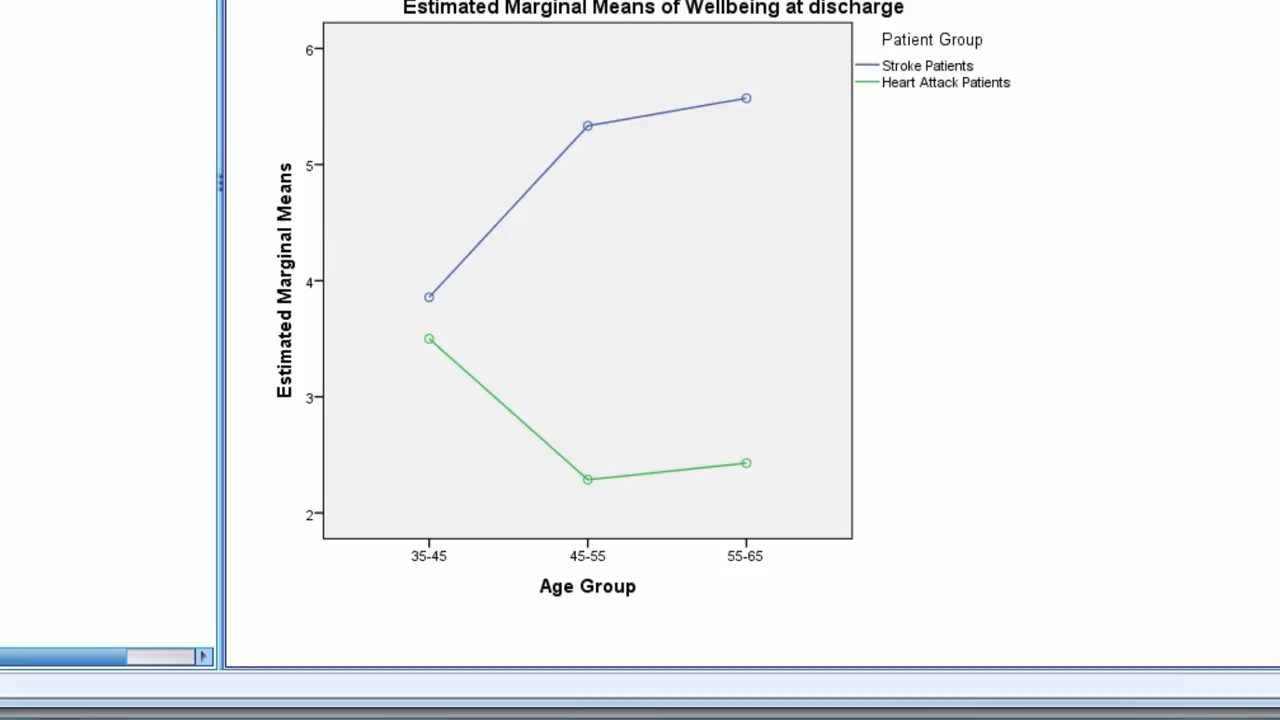 Estimated Marginal Means of Wellbeing at discharge
Patient Group
Stroke Patients
Heart Attack Patients
Estimated Marginal Means
6
5
4
3
2
35-45 45-55 55-65
Age Group